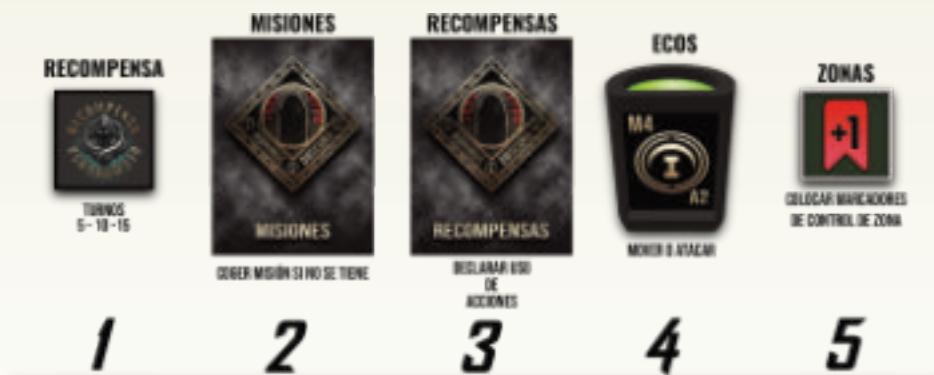 RECOMPENSA
TURNOS
5 - 10 - 15
MISIONES
MISIONES
COGER MISIÓN SI NO SE TIENE
RECOMPENSAS
RECOMPENSAS
DECLARAR USO
DE
ACCIONES
ECOS
M4
I
A2
MOVER O ATACAR
ZONAS
+1
COLOCAR MARCADORES
DE CONTROL DE ZONA
1
2
3
4
5